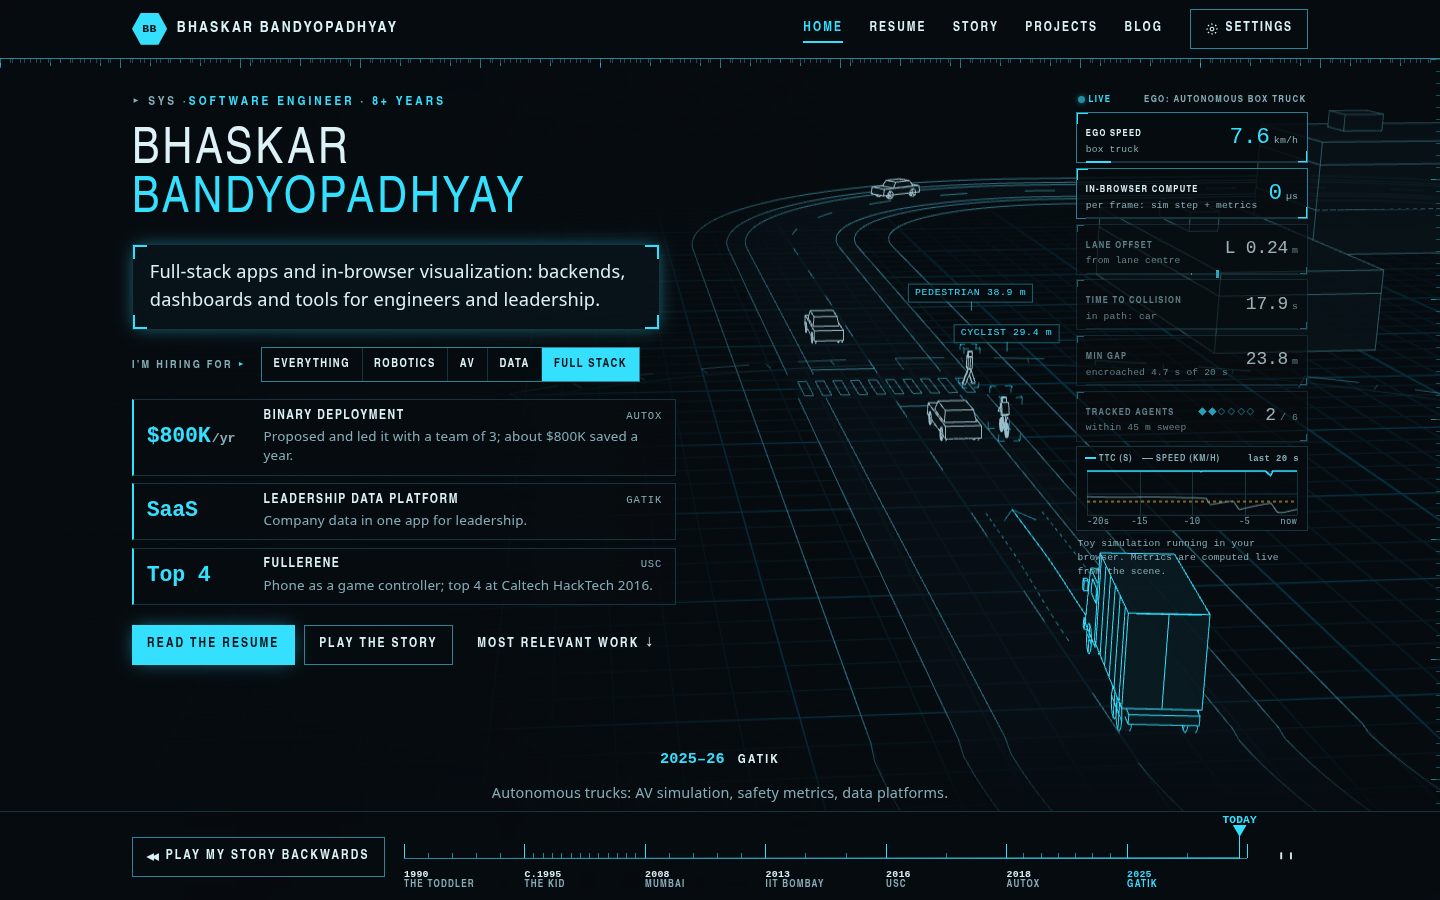 BB BHASKAR BANDYOPADHYAY
HOME RESUME STORY PROJECTS BLOG SETTINGS
SYS · SOFTWARE ENGINEER · 8+ YEARS
BHASKAR
BANDYOPADHYAY
Full-stack apps and in-browser visualization: backends,
dashboards and tools for engineers and leadership.
I'M HIRING FOR ▸ EVERYTHING ROBOTICS AV DATA FULL STACK
$800K/yr
BINARY DEPLOYMENT AUTOX
Proposed and led it with a team of 3; about $800K saved a
year.
SaaS
LEADERSHIP DATA PLATFORM GATIK
Company data in one app for leadership.
Top 4
FULLERENE USC
Phone as a game controller; top 4 at Caltech HackTech 2016.
READ THE RESUME PLAY THE STORY MOST RELEVANT WORK ↓
PEDESTRIAN 38.9 m
CYCLIST 29.4 m
LIVE EGO: AUTONOMOUS BOX TRUCK
EGO SPEED 7.6 km/h
box truck
IN-BROWSER COMPUTE 0 µs
per frame: sim step + metrics
LANE OFFSET L 0.24 m
from lane centre
TIME TO COLLISION 17.9 s
in path: car
MIN GAP 23.8 m
encroached 4.7 s of 20 s
TRACKED AGENTS ◆◆◇◇◇◇ 2 / 6
within 45 m sweep
TTC (S) SPEED (KM/H) last 20 s
-20s -15 -10 -5 now
Toy simulation running in your
browser. Metrics are computed live
from the scene.
2025–26 GATIK
Autonomous trucks: AV simulation, safety metrics, data platforms.
PLAY MY STORY BACKWARDS
TODAY
1990 C.1995 2008 2013 2016 2018 2025
THE TODDLER THE KID MUMBAI IIT BOMBAY USC AUTOX GATIK